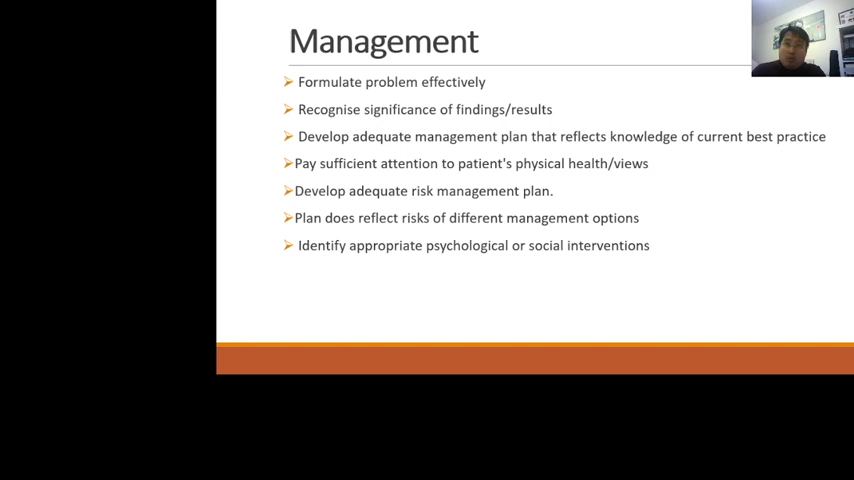 Management
Formulate problem effectively
Recognise significance of findings/results
Develop adequate management plan that reflects knowledge of current best practice
Pay sufficient attention to patient's physical health/views
Develop adequate risk management plan.
Plan does reflect risks of different management options
Identify appropriate psychological or social interventions